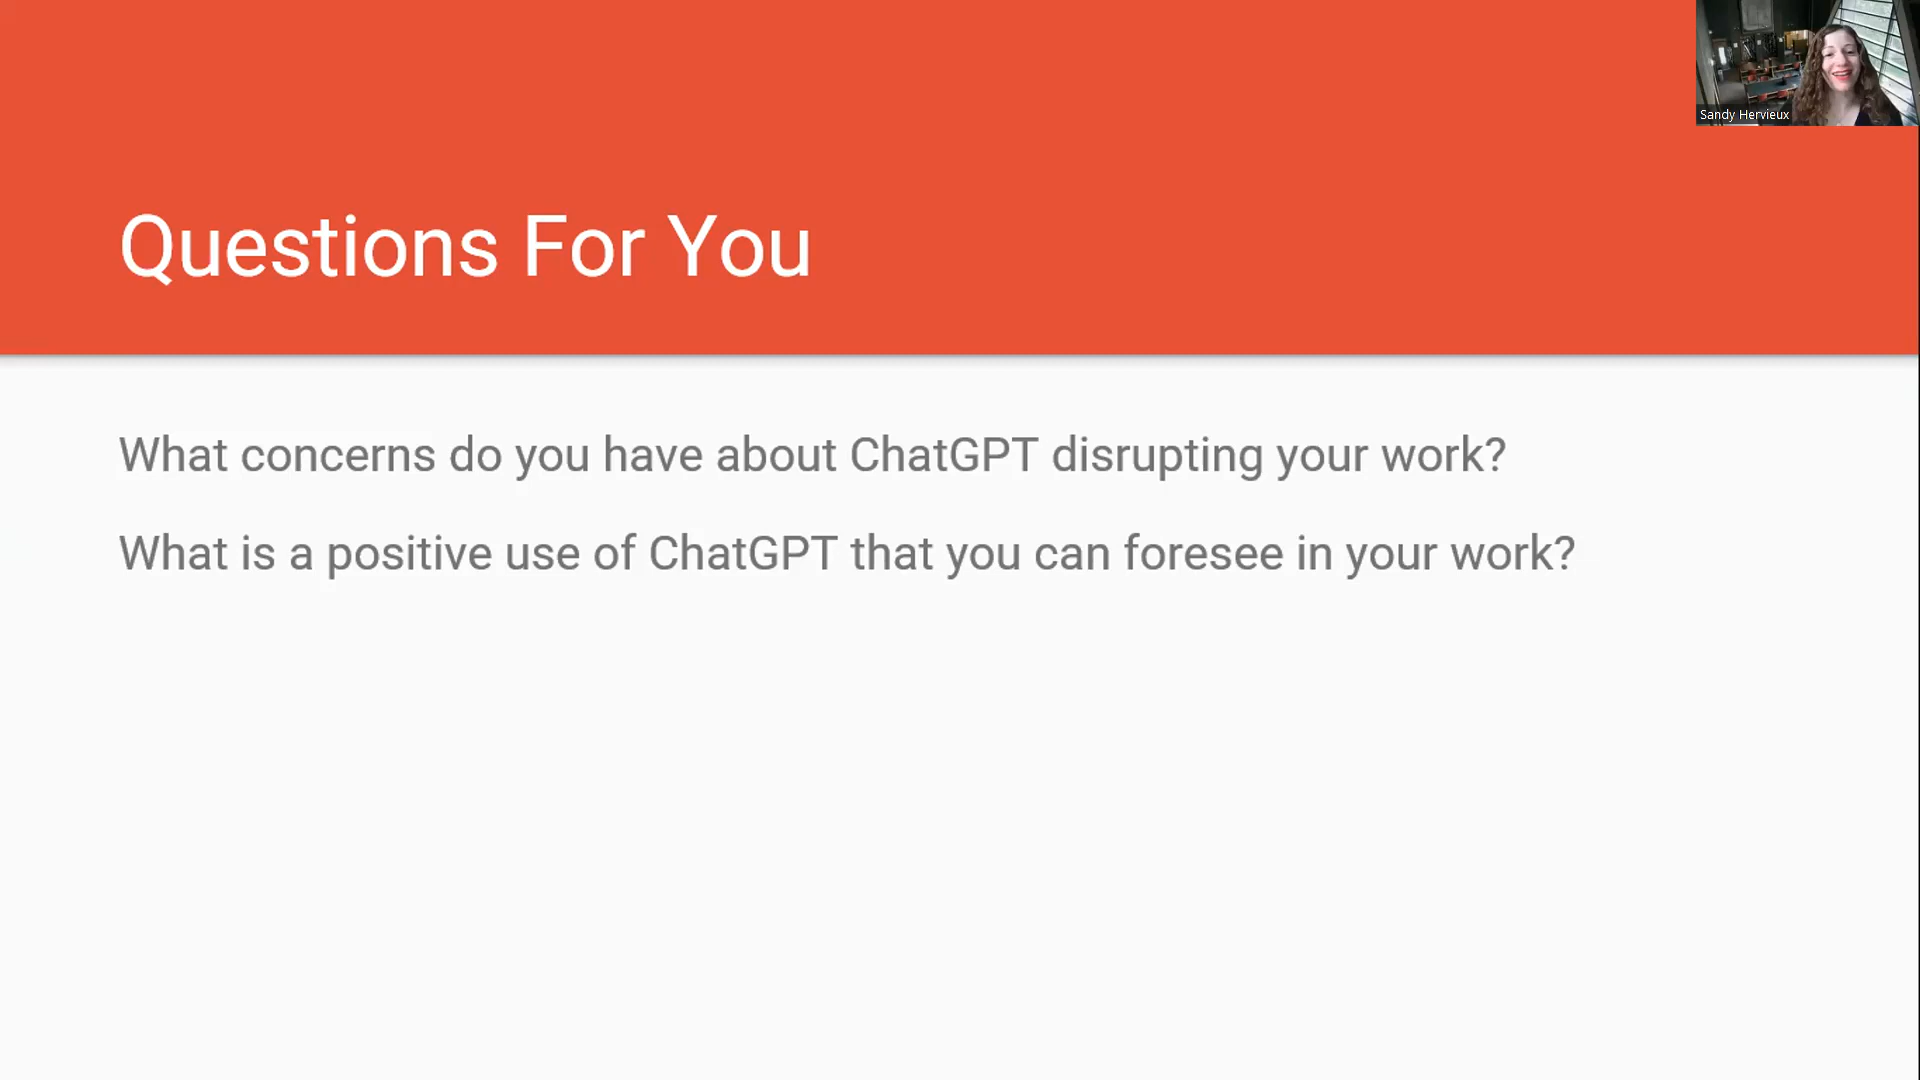 Sandy Hervieux
Questions For You
What concerns do you have about ChatGPT disrupting your work?
What is a positive use of ChatGPT that you can foresee in your work?